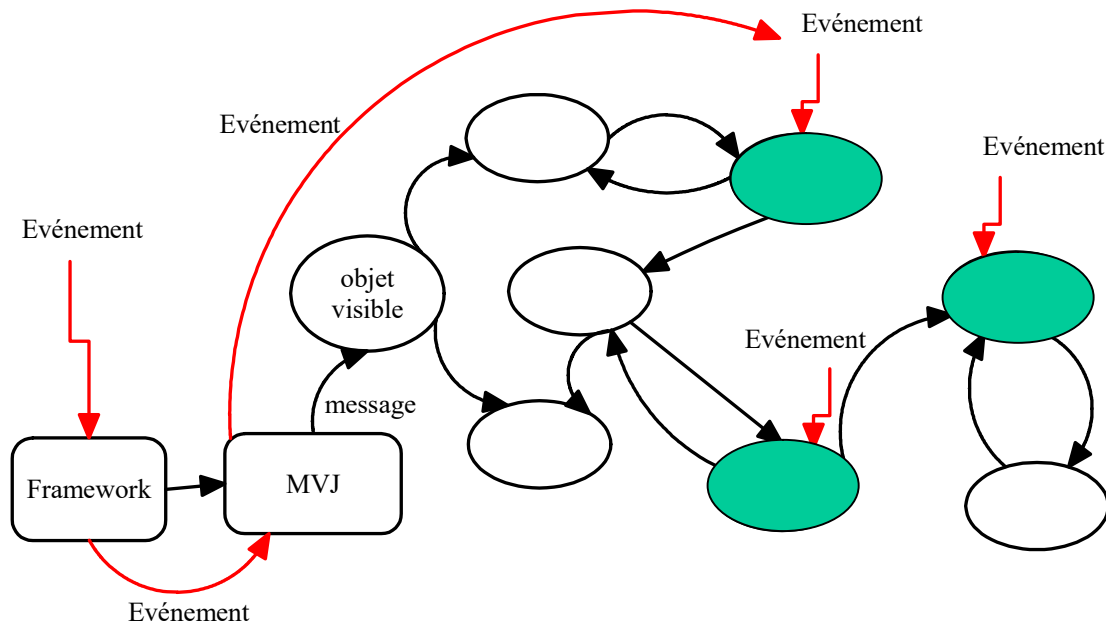 Evénement
Evénement
Evénement
Evénement
objet
visible
Evénement
message
Framework
MVJ
Evénement